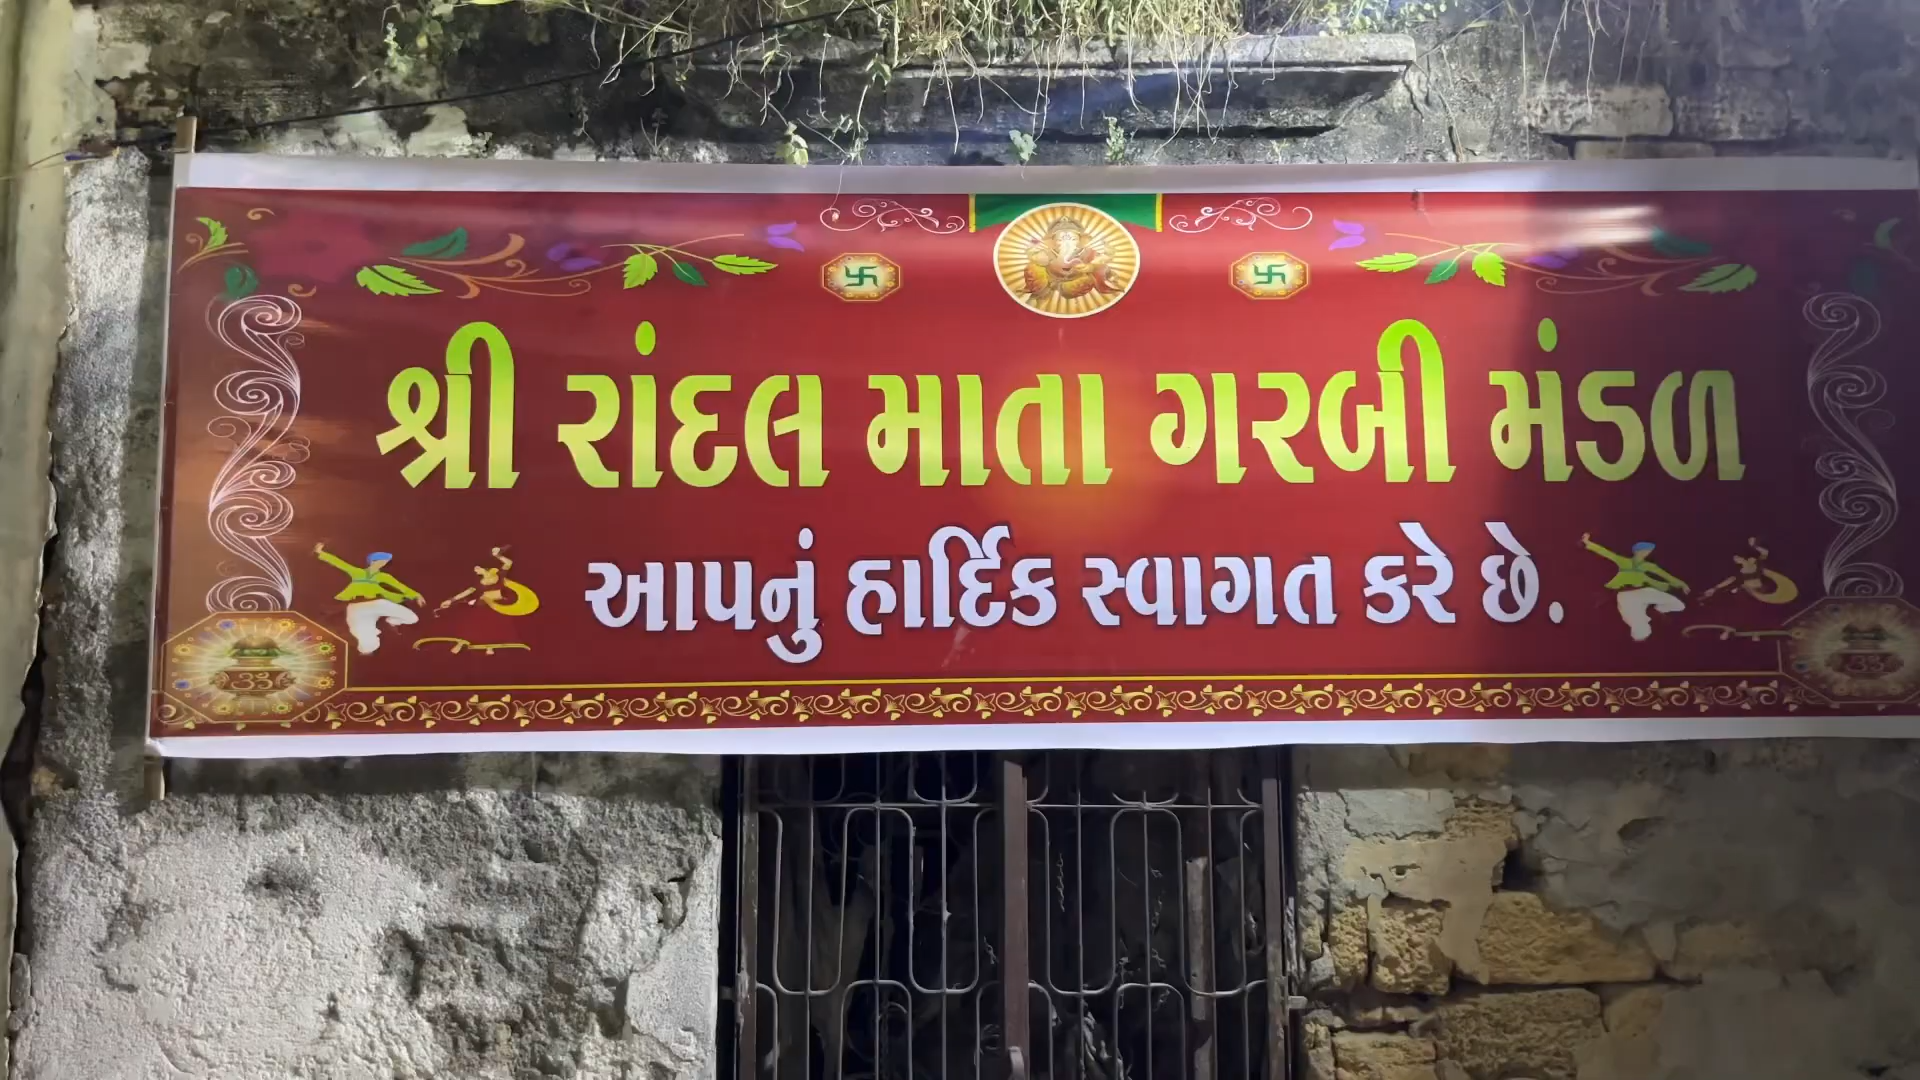 શ્રી રાંદલ માતા ગરબી મંડળ
આપનું હાર્દિક સ્વાગત કરે છે.